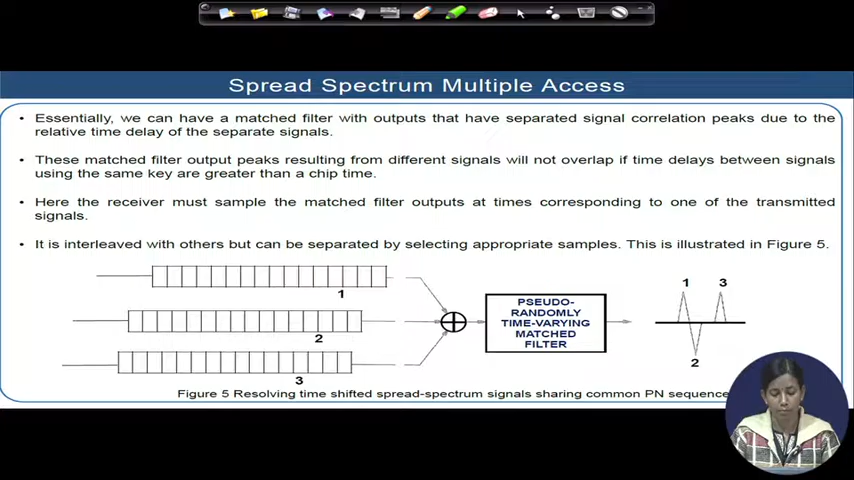 Spread Spectrum Multiple Access
• Essentially, we can have a matched filter with outputs that have separated signal correlation peaks due to the
relative time delay of the separate signals.
• These matched filter output peaks resulting from different signals will not overlap if time delays between signals
using the same key are greater than a chip time.
• Here the receiver must sample the matched filter outputs at times corresponding to one of the transmitted
signals.
• It is interleaved with others but can be separated by selecting appropriate samples. This is illustrated in Figure 5.
1
2
3
PSEUDO-
RANDOMLY
TIME-VARYING
MATCHED
FILTER
1 3
2
Figure 5 Resolving time shifted spread-spectrum signals sharing common PN sequence